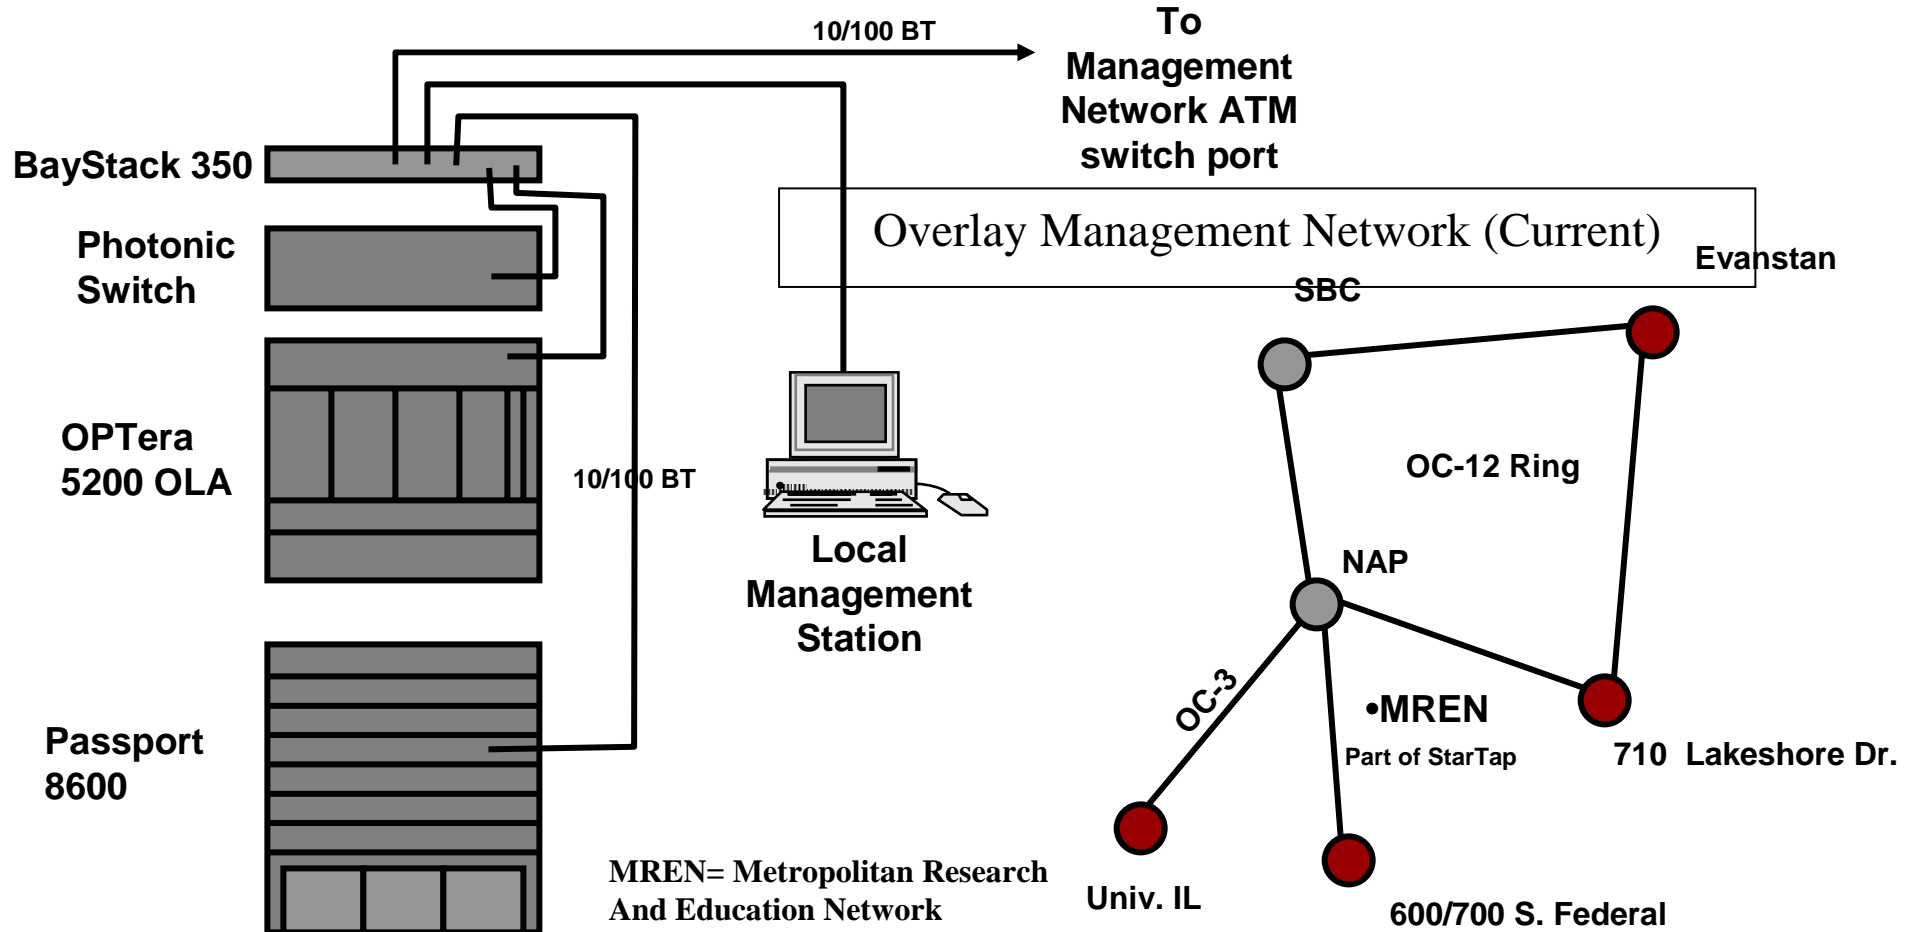 10/100 BT
To
Management
Network ATM
switch port
BayStack 350
Overlay Management Network (Current)
Photonic
Switch
Evanstan
SBC
OPTera
5200 OLA
10/100 BT
OC-12 Ring
Local
Management
Station
NAP
OC-3
•MREN
Part of StarTap
710 Lakeshore Dr.
Passport
8600
MREN= Metropolitan Research
And Education Network
Univ. IL
600/700 S. Federal